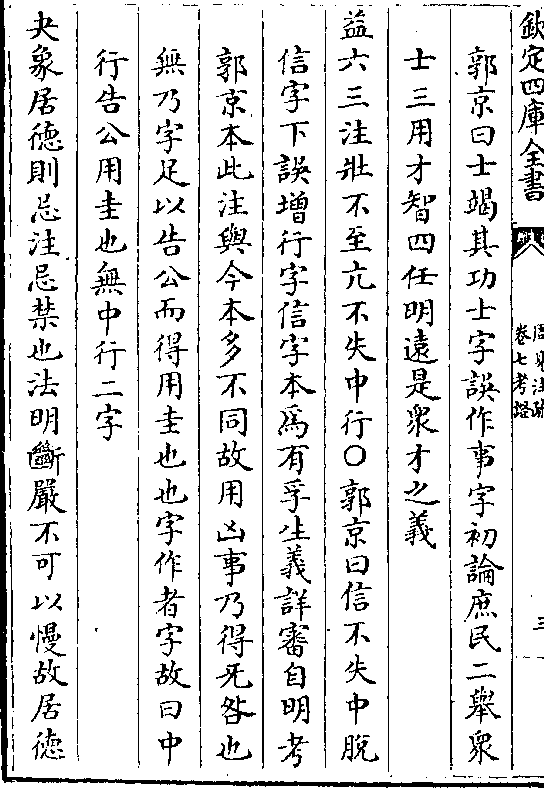 欽定四庫全書
周易注疏
卷七考證
三
郭京曰士竭其功士字誤作事字初論庶民二舉衆
士三用才智四任明遠是衆才之義
益六三注壯不至亢不失中行〇郭京曰信不失中脫
信字下誤增行字信字本爲有孚生義詳審自明考
郭京本此注與今本多不同故用凶事乃得无咎也
無乃字足以告公而得用圭也也字作者字故曰中
行告公用圭也無中行二字
夬象居德則忌注忌禁也法明斷嚴不可以慢故居德